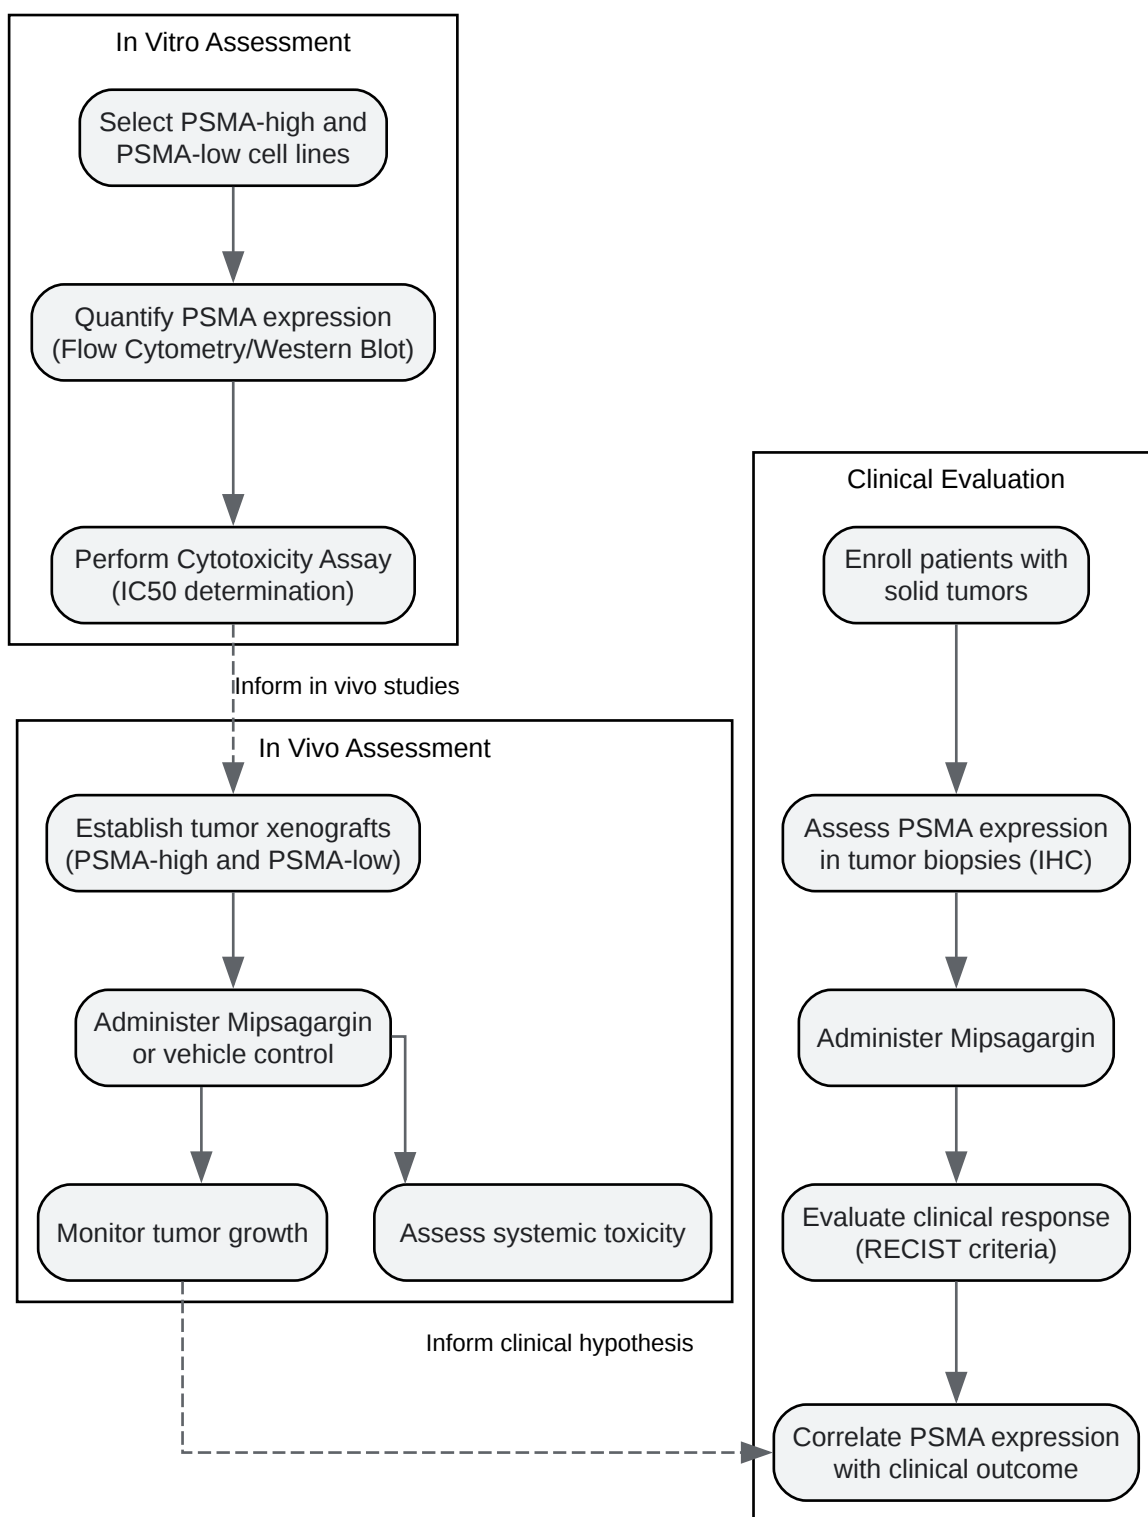 In Vitro Assessment
Select PSMA-high and
PSMA-low cell lines
Quantify PSMA expression
(Flow Cytometry/Western Blot)
Perform Cytotoxicity Assay
(IC50 determination)
Inform in vivo studies
In Vivo Assessment
Establish tumor xenografts
(PSMA-high and PSMA-low)
Administer Mipsagargin
or vehicle control
Monitor tumor growth
Assess systemic toxicity
Inform clinical hypothesis
Clinical Evaluation
Enroll patients with
solid tumors
Assess PSMA expression
in tumor biopsies (IHC)
Administer Mipsagargin
Evaluate clinical response
(RECIST criteria)
Correlate PSMA expression
with clinical outcome